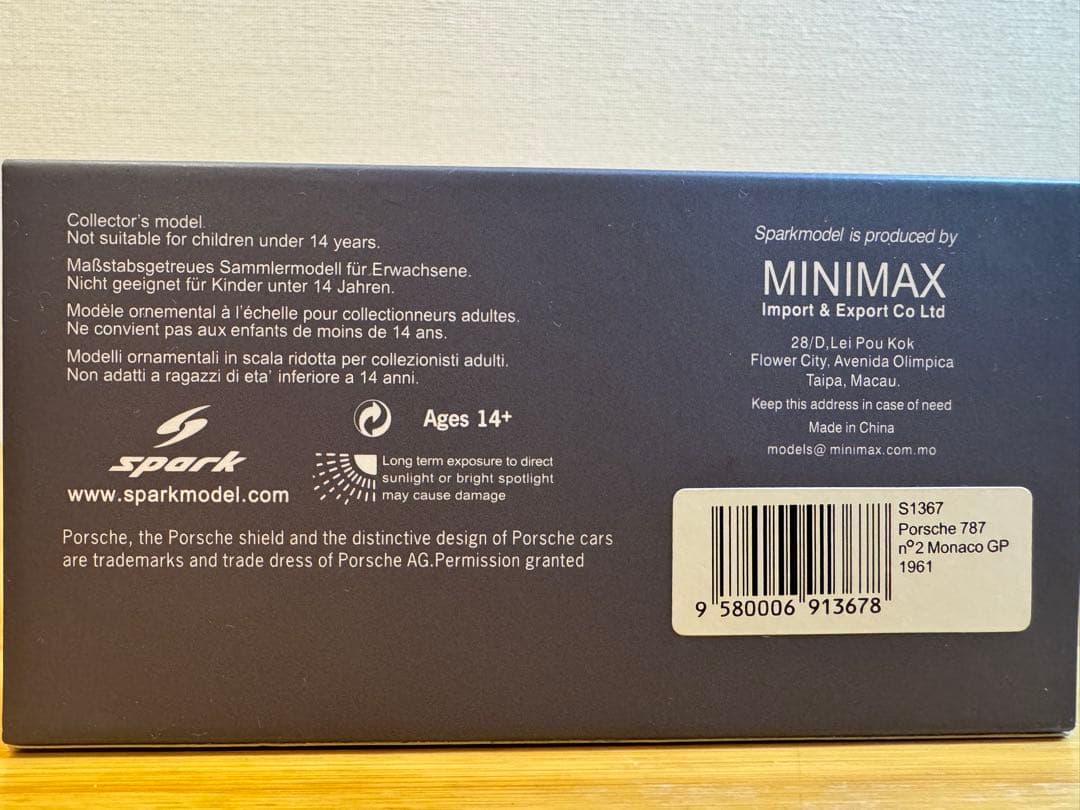 Collector's model.
Not suitable for children under 14 years.
Maßstabsgetreues Sammlermodell für Erwachsene.
Nicht geeignet für Kinder unter 14 Jahren.
Modèle ornemental à l'échelle pour collectionneurs adultes.
Ne convient pas aux enfants de moins de 14 ans.
Modelli ornamentali in scala ridotta per collezionisti adulti.
Non adatti a ragazzi di eta' inferiore a 14 anni.
Ages 14+
spark
www.sparkmodel.com
Long term exposure to direct
sunlight or bright spotlight
may cause damage
Porsche, the Porsche shield and the distinctive design of Porsche cars
are trademarks and trade dress of Porsche AG.Permission granted
Sparkmodel is produced by
MINIMAX
Import & Export Co Ltd
28/D,Lei Pou Kok
Flower City, Avenida Olimpica
Taipa, Macau.
Keep this address in case of need
Made in China
models@ minimax.com.mo
S1367
Porsche 787
nº2 Monaco GP
1961
9 580006 913678